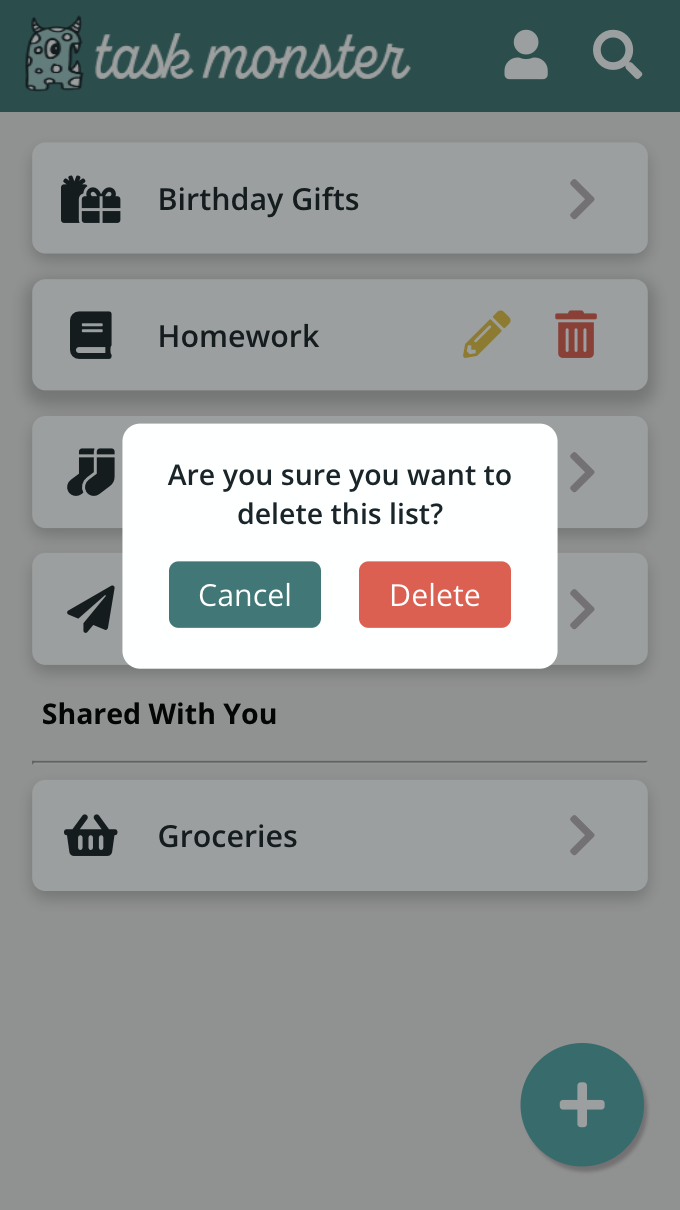 task monster
Birthday Gifts
Homework
Are you sure you want to
delete this list?
Cancel
Delete
Shared With You
Groceries